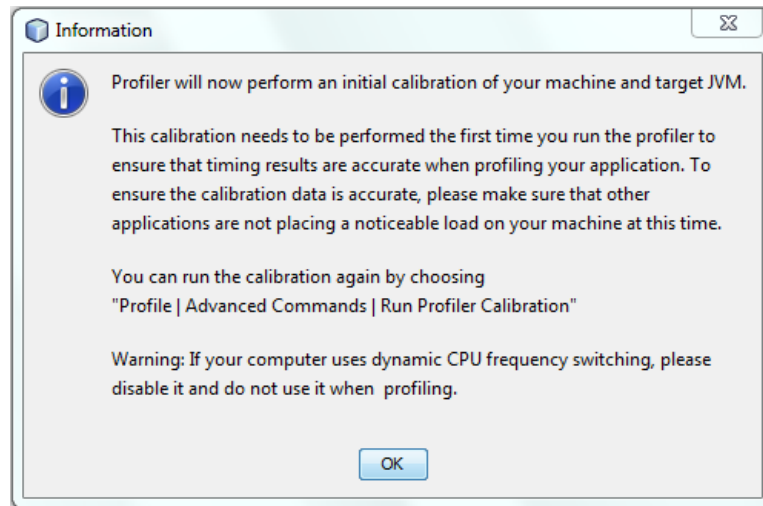 Information
Profiler will now perform an initial calibration of your machine and target JVM.
This calibration needs to be performed the first time you run the profiler to
ensure that timing results are accurate when profiling your application. To
ensure the calibration data is accurate, please make sure that other
applications are not placing a noticeable load on your machine at this time.
You can run the calibration again by choosing
"Profile | Advanced Commands | Run Profiler Calibration"
Warning: If your computer uses dynamic CPU frequency switching, please
disable it and do not use it when  profiling.
OK